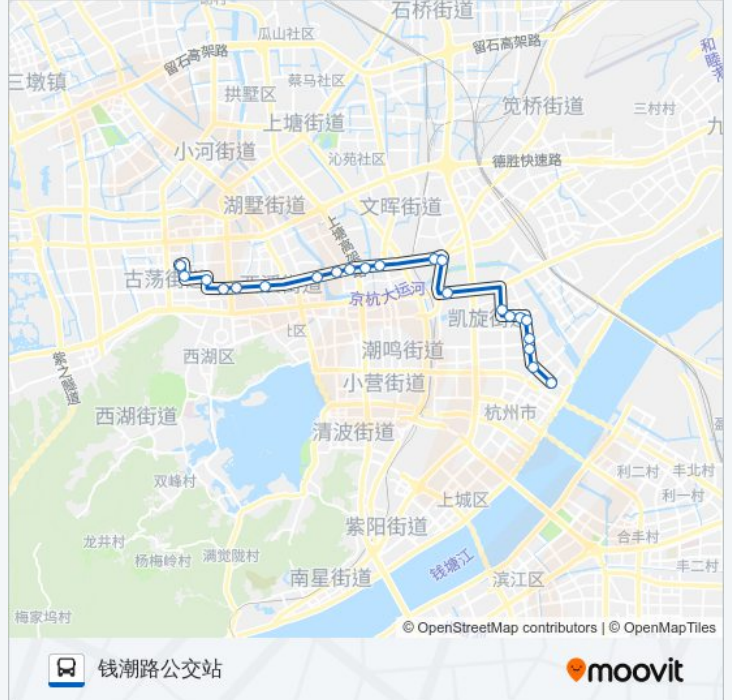 石桥街道
瓜山社区
留石高架路
留石高架路
和睦港
三墩镇
蔡马社区
拱墅区
笕桥街道
三村村
上塘街道
九
小河街道
沁苑社区
德胜快速路
湖墅街道
文晖街道
上塘高架路
古荡街
西溪街道
京杭大运河
凯旋街道
社区
西湖区
潮鸣街道
紫之隧道
小营街道
西湖街道
杭州市
清波街道
双峰村
利二村
丰北村
上城区
利一村
紫阳街道
龙井村
杨梅岭村
满觉陇村
合丰村
钱塘江
丰二村
南星街道
滨江区
梅家坞村
© OpenStreetMap contributors | © OpenMapTiles
钱潮路公交站
moovit